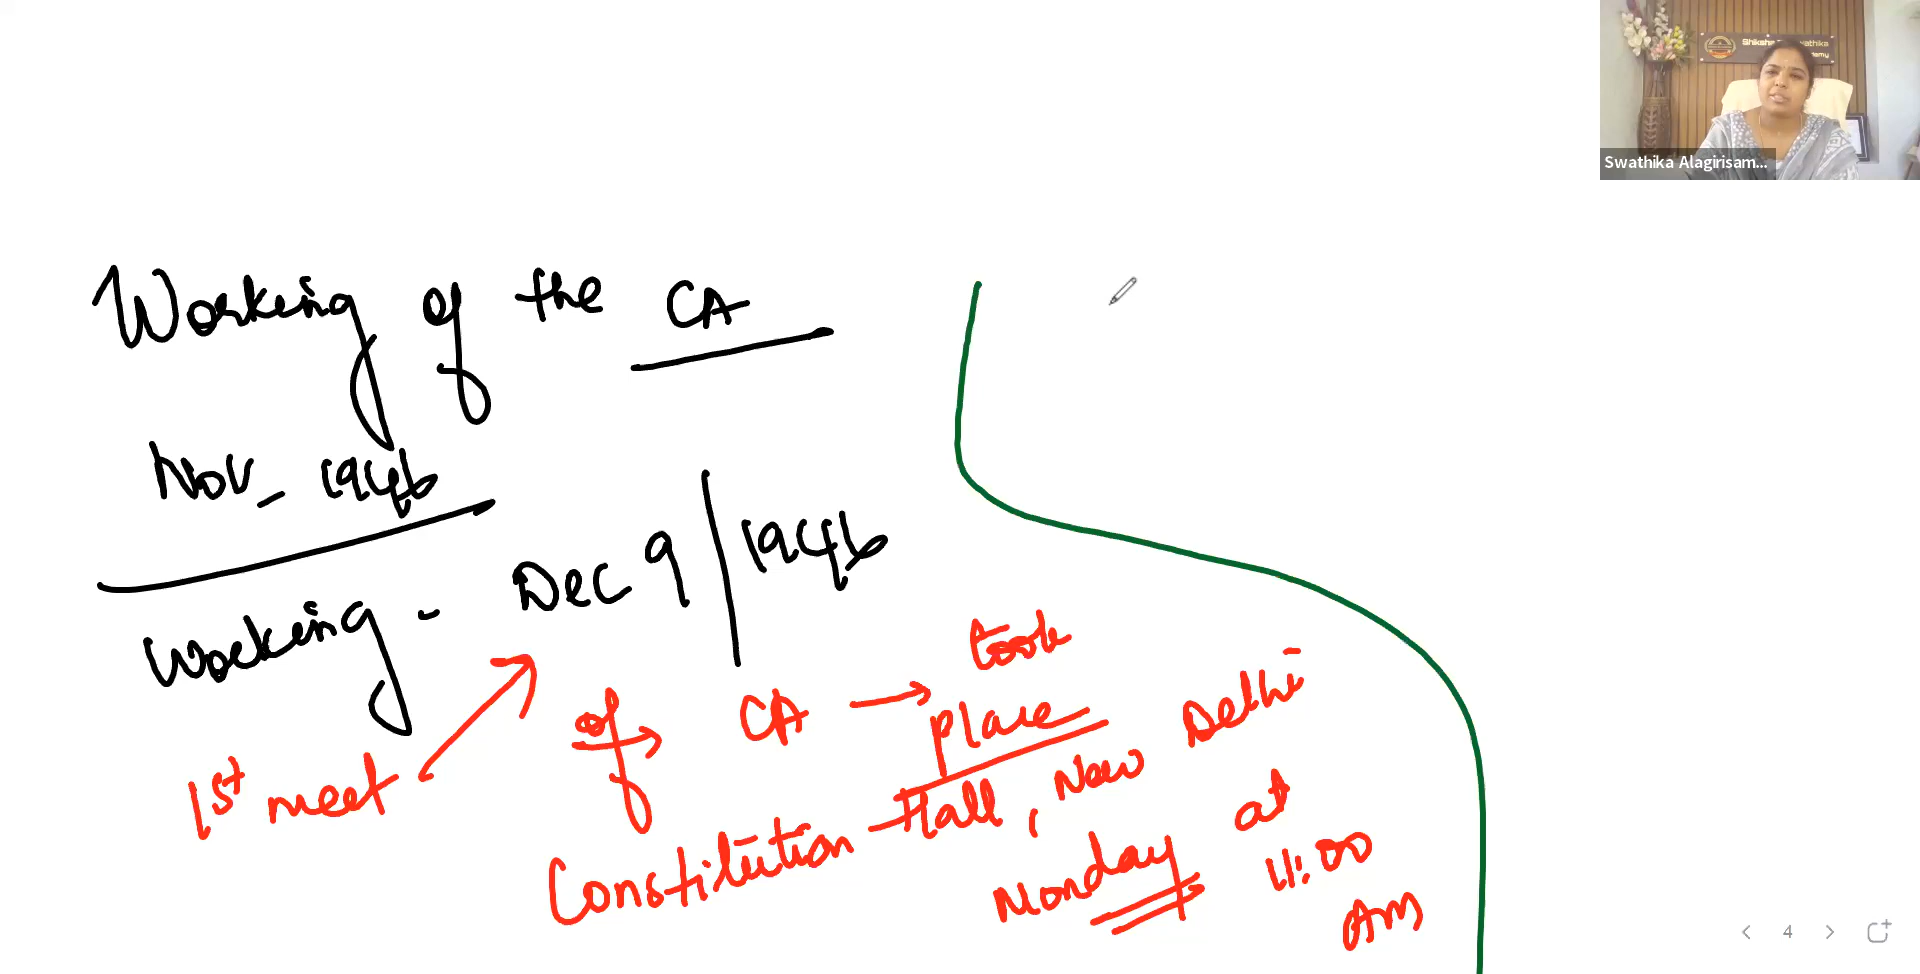 Swathika Alagirisam...
Working of the CA
Nov - 1946
Working - Dec 9/1946
1st meet of CA → took place
Constitution Hall, New Delhi
Monday at
11:00
AM
4